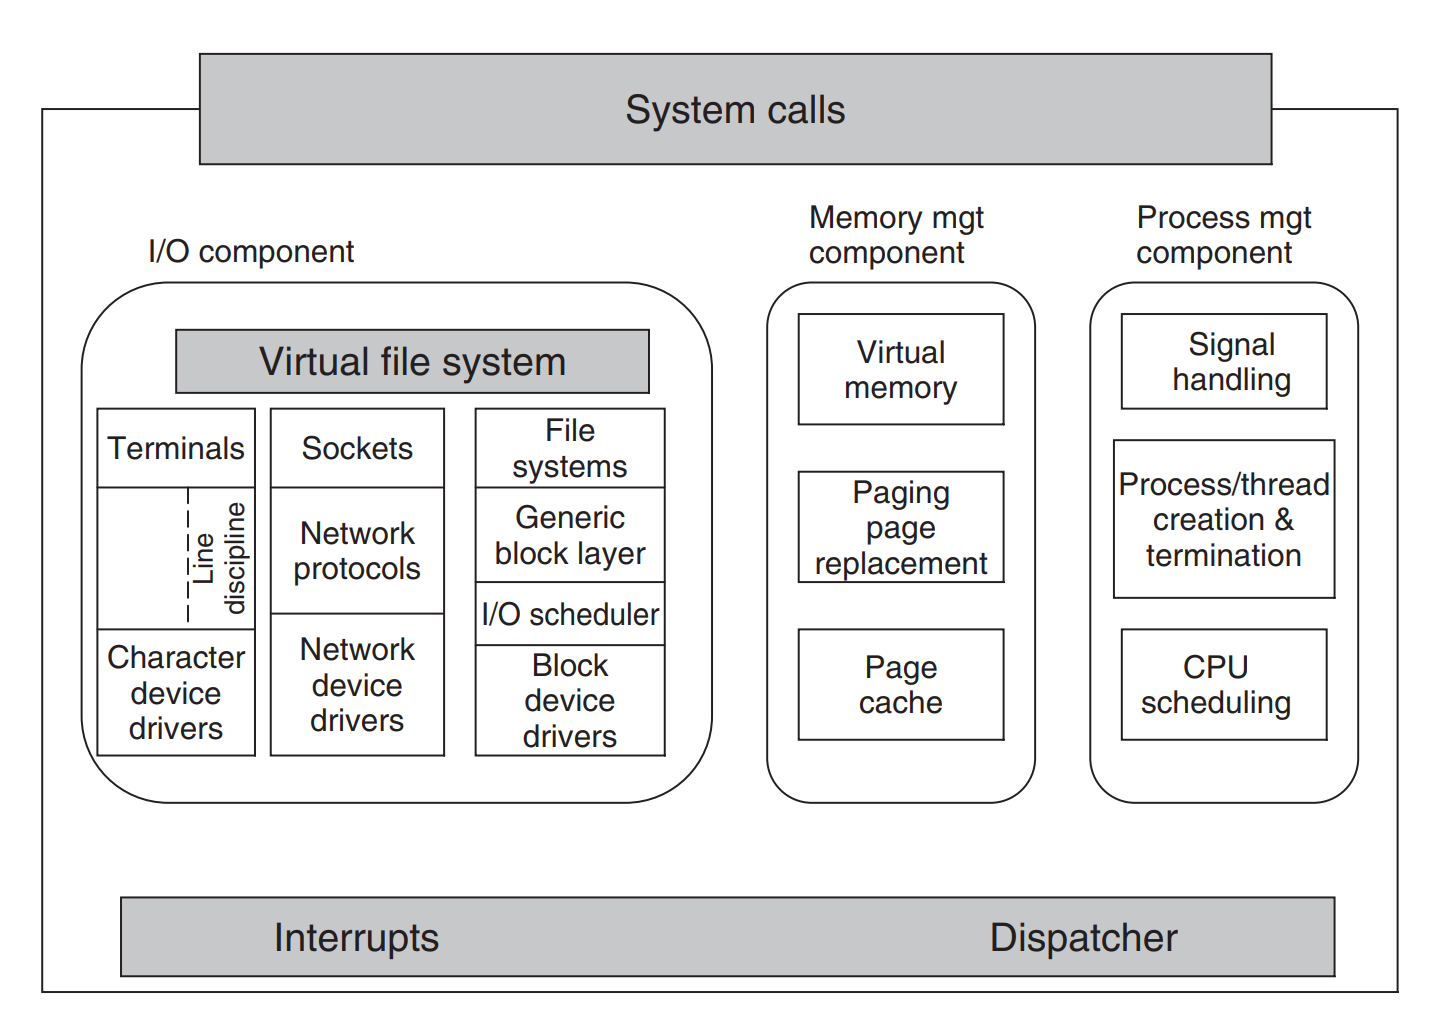 System calls
I/O component
Memory mgt
component
Process mgt
component
Virtual file system
Terminals
Line
discipline
Character
device
drivers
Sockets
Network
protocols
Network
device
drivers
File
systems
Generic
block layer
I/O scheduler
Block
device
drivers
Virtual
memory
Paging
page
replacement
Page
cache
Signal
handling
Process/thread
creation &
termination
CPU
scheduling
Interrupts
Dispatcher